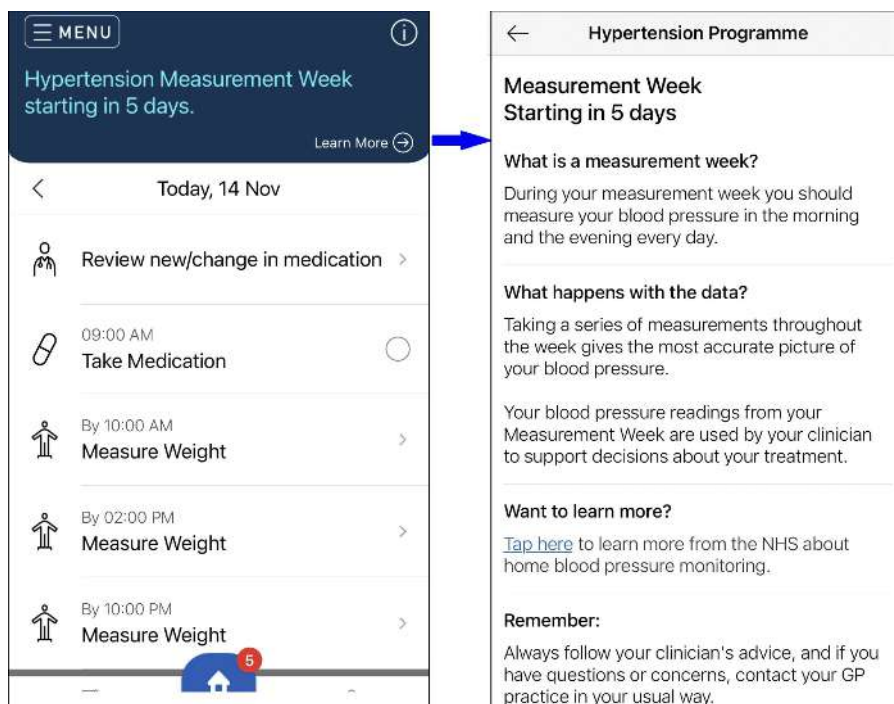 MENU
Hypertension Measurement Week
starting in 5 days.
Learn More
Today, 14 Nov
Review new/change in medication
09:00 AM
Take Medication
By 10:00 AM
Measure Weight
By 02:00 PM
Measure Weight
By 10:00 PM
Measure Weight
5
Hypertension Programme
Measurement Week
Starting in 5 days
What is a measurement week?
During your measurement week you should
measure your blood pressure in the morning
and the evening every day.
What happens with the data?
Taking a series of measurements throughout
the week gives the most accurate picture of
your blood pressure.
Your blood pressure readings from your
Measurement Week are used by your clinician
to support decisions about your treatment.
Want to learn more?
Tap here to learn more from the NHS about
home blood pressure monitoring.
Remember:
Always follow your clinician's advice, and if you
have questions or concerns, contact your GP
practice in your usual way.